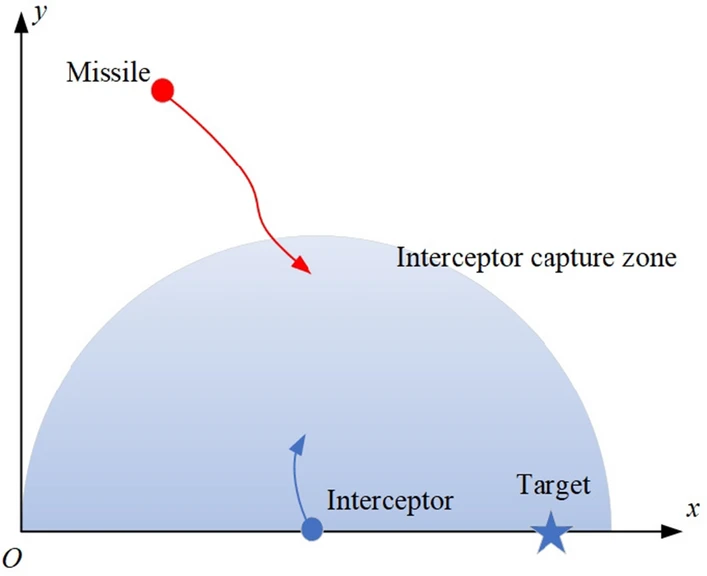 y
Missile
Interceptor capture zone
Target
Interceptor
x
O